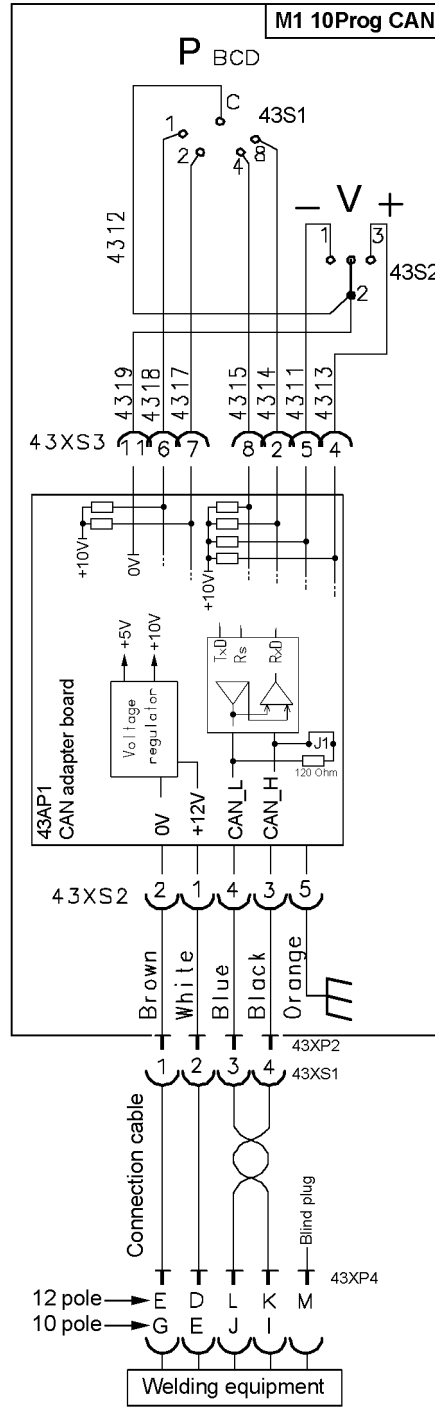 M1 10Prog CAN
P BCD
C 43S1
1 2 4 8
4312
− V +
1 3
43S2
2
4319 4318 4317 4315 4314 4311 4313
43XS3 11 6 7 8 2 5 4
+10V 0V +10V
+5V +10V
TxD Rs RxD
Voltage regulator
J1
120 Ohm
43AP1
CAN adapter board
0V +12V CAN_L CAN_H
43XS2 2 1 4 3 5
Brown White Blue Black Orange
43XP2
1 2 3 4 43XS1
Connection cable
Blind plug
43XP4
12 pole E D L K M
10 pole G E J I
Welding equipment